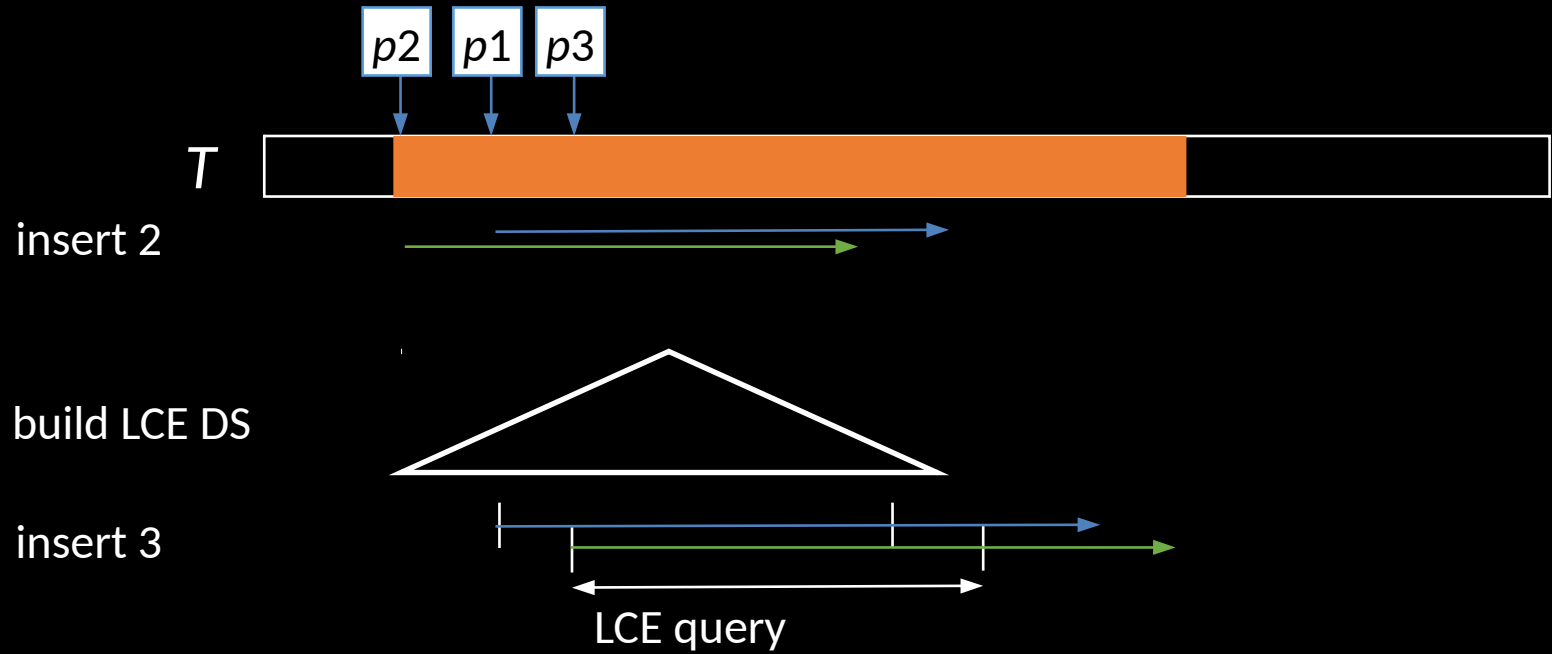 p2 p1 p3
T
insert 2
build LCE DS
insert 3
LCE query